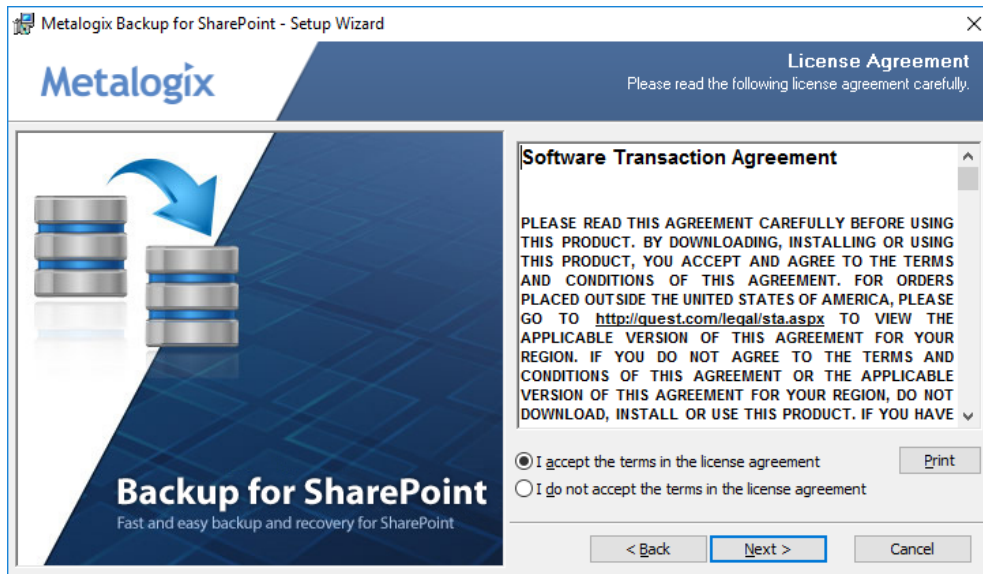 Metalogix Backup for SharePoint - Setup Wizard
Metalogix
License Agreement
Please read the following license agreement carefully.
Software Transaction Agreement
PLEASE READ THIS AGREEMENT CAREFULLY BEFORE USING
THIS PRODUCT. BY DOWNLOADING, INSTALLING OR USING
THIS PRODUCT, YOU ACCEPT AND AGREE TO THE TERMS
AND CONDITIONS OF THIS AGREEMENT. FOR ORDERS
PLACED OUTSIDE THE UNITED STATES OF AMERICA, PLEASE
GO TO http://quest.com/legal/sta.aspx TO VIEW THE
APPLICABLE VERSION OF THIS AGREEMENT FOR YOUR
REGION. IF YOU DO NOT AGREE TO THE TERMS AND
CONDITIONS OF THIS AGREEMENT OR THE APPLICABLE
VERSION OF THIS AGREEMENT FOR YOUR REGION, DO NOT
DOWNLOAD, INSTALL OR USE THIS PRODUCT. IF YOU HAVE
Backup for SharePoint
Fast and easy backup and recovery for SharePoint
I accept the terms in the license agreement
Print
I do not accept the terms in the license agreement
< Back
Next >
Cancel